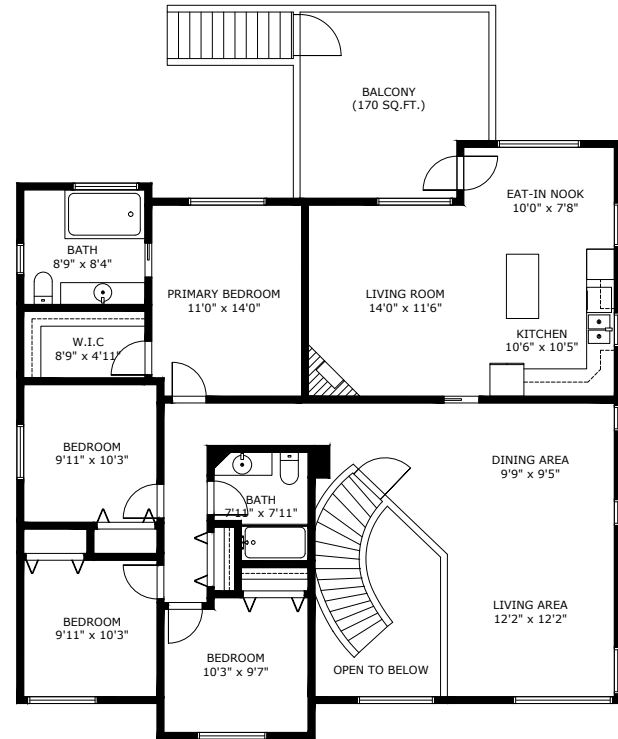 BALCONY
(170 SQ.FT.)
EAT-IN NOOK
10'0" x 7'8"
BATH
8'9" x 8'4"
PRIMARY BEDROOM
11'0" x 14'0"
LIVING ROOM
14'0" x 11'6"
W.I.C
8'9" x 4'11"
KITCHEN
10'6" x 10'5"
BEDROOM
9'11" x 10'3"
DINING AREA
9'9" x 9'5"
BATH
7'11" x 7'11"
BEDROOM
9'11" x 10'3"
LIVING AREA
12'2" x 12'2"
BEDROOM
10'3" x 9'7"
OPEN TO BELOW